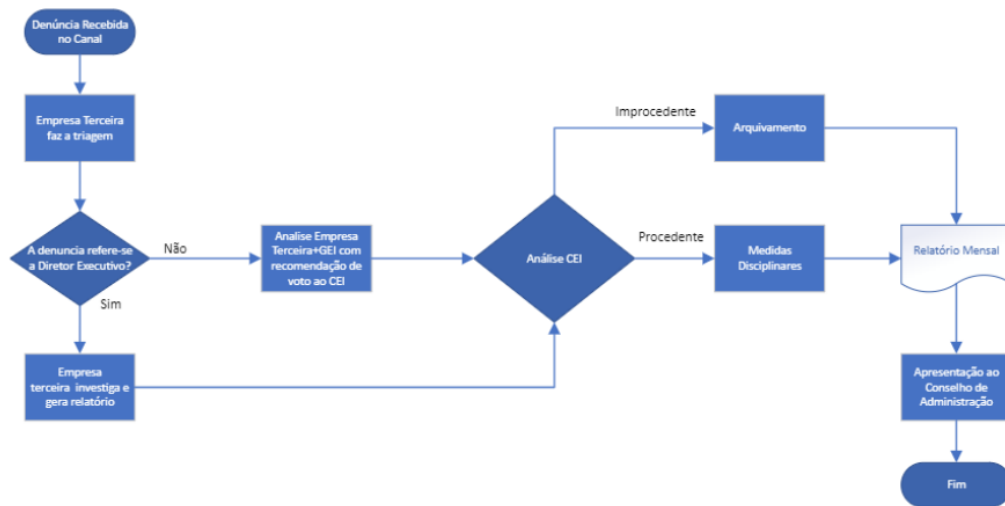 Denúncia Recebida
no Canal
Empresa Terceira
faz a triagem
A denuncia refere-se
a Diretor Executivo?
Não
Sim
Empresa
terceira investiga e
gera relatório
Analise Empresa
Terceira+GEI com
recomendação de
voto ao CEI
Análise CEI
Improcedente
Arquivamento
Procedente
Medidas
Disciplinares
Relatório Mensal
Apresentação ao
Conselho de
Administração
Fim